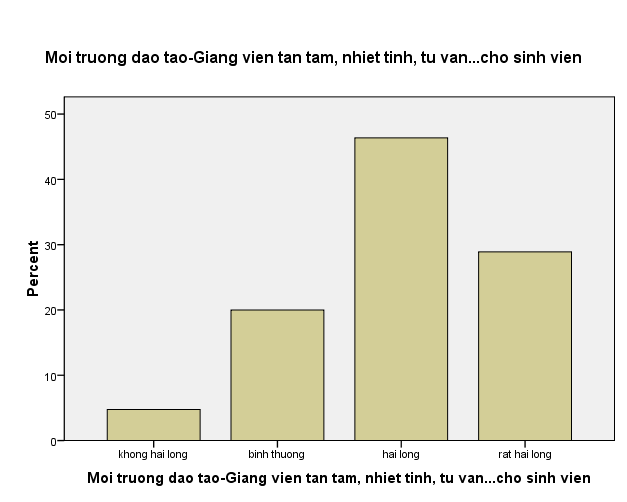 Moi truong dao tao-Giang vien tan tam, nhiet tinh, tu van...cho sinh vien
50
40
30
20
10
0
Percent
khong hai long
binh thuong
hai long
rat hai long
Moi truong dao tao-Giang vien tan tam, nhiet tinh, tu van...cho sinh vien